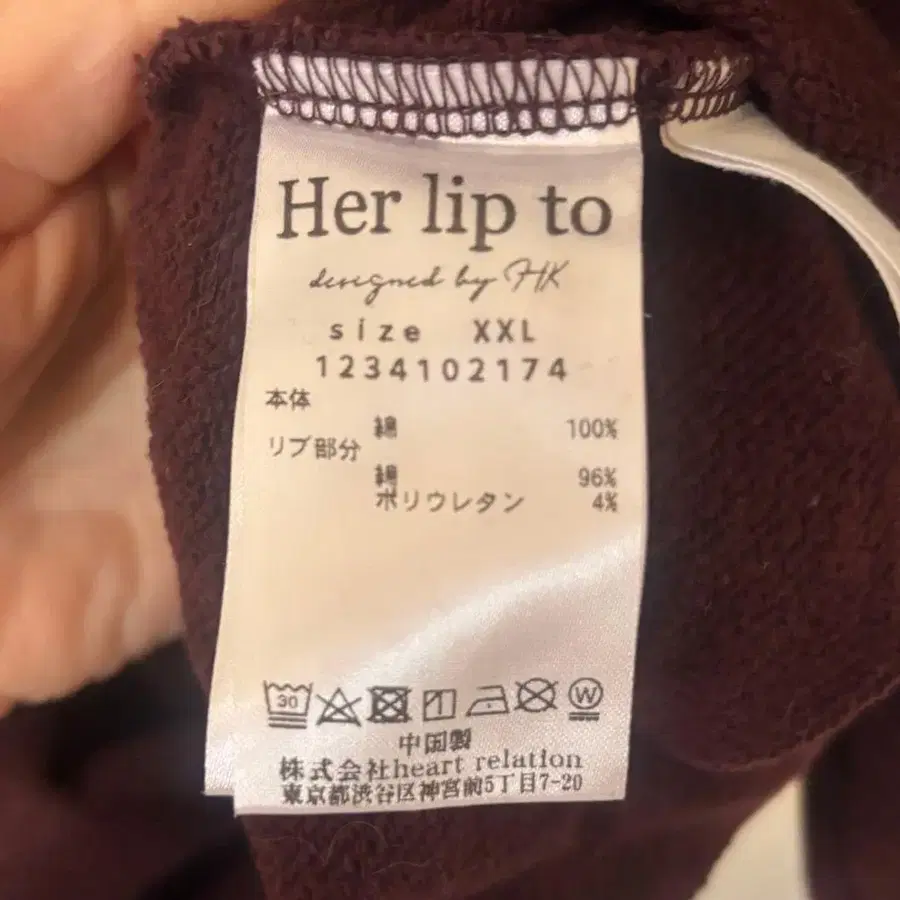 Her lip to
designed by HK
size XXL
1234102174
本体
綿 100%
リブ部分
綿 96%
ポリウレタン 4%
30
W
中国製
株式会社heart relation
東京都渋谷区神宮前5丁目7-20